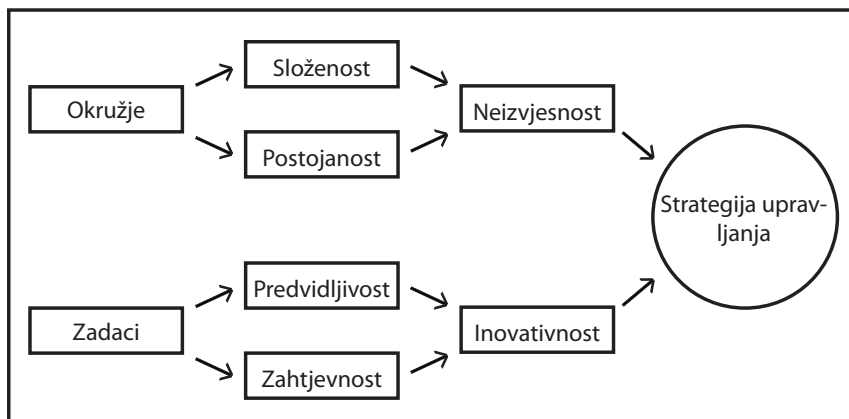 Okružje
Složenost
Postojanost
Neizvjesnost
Strategija uprav-
ljanja
Zadaci
Predvidljivost
Zahtjevnost
Inovativnost